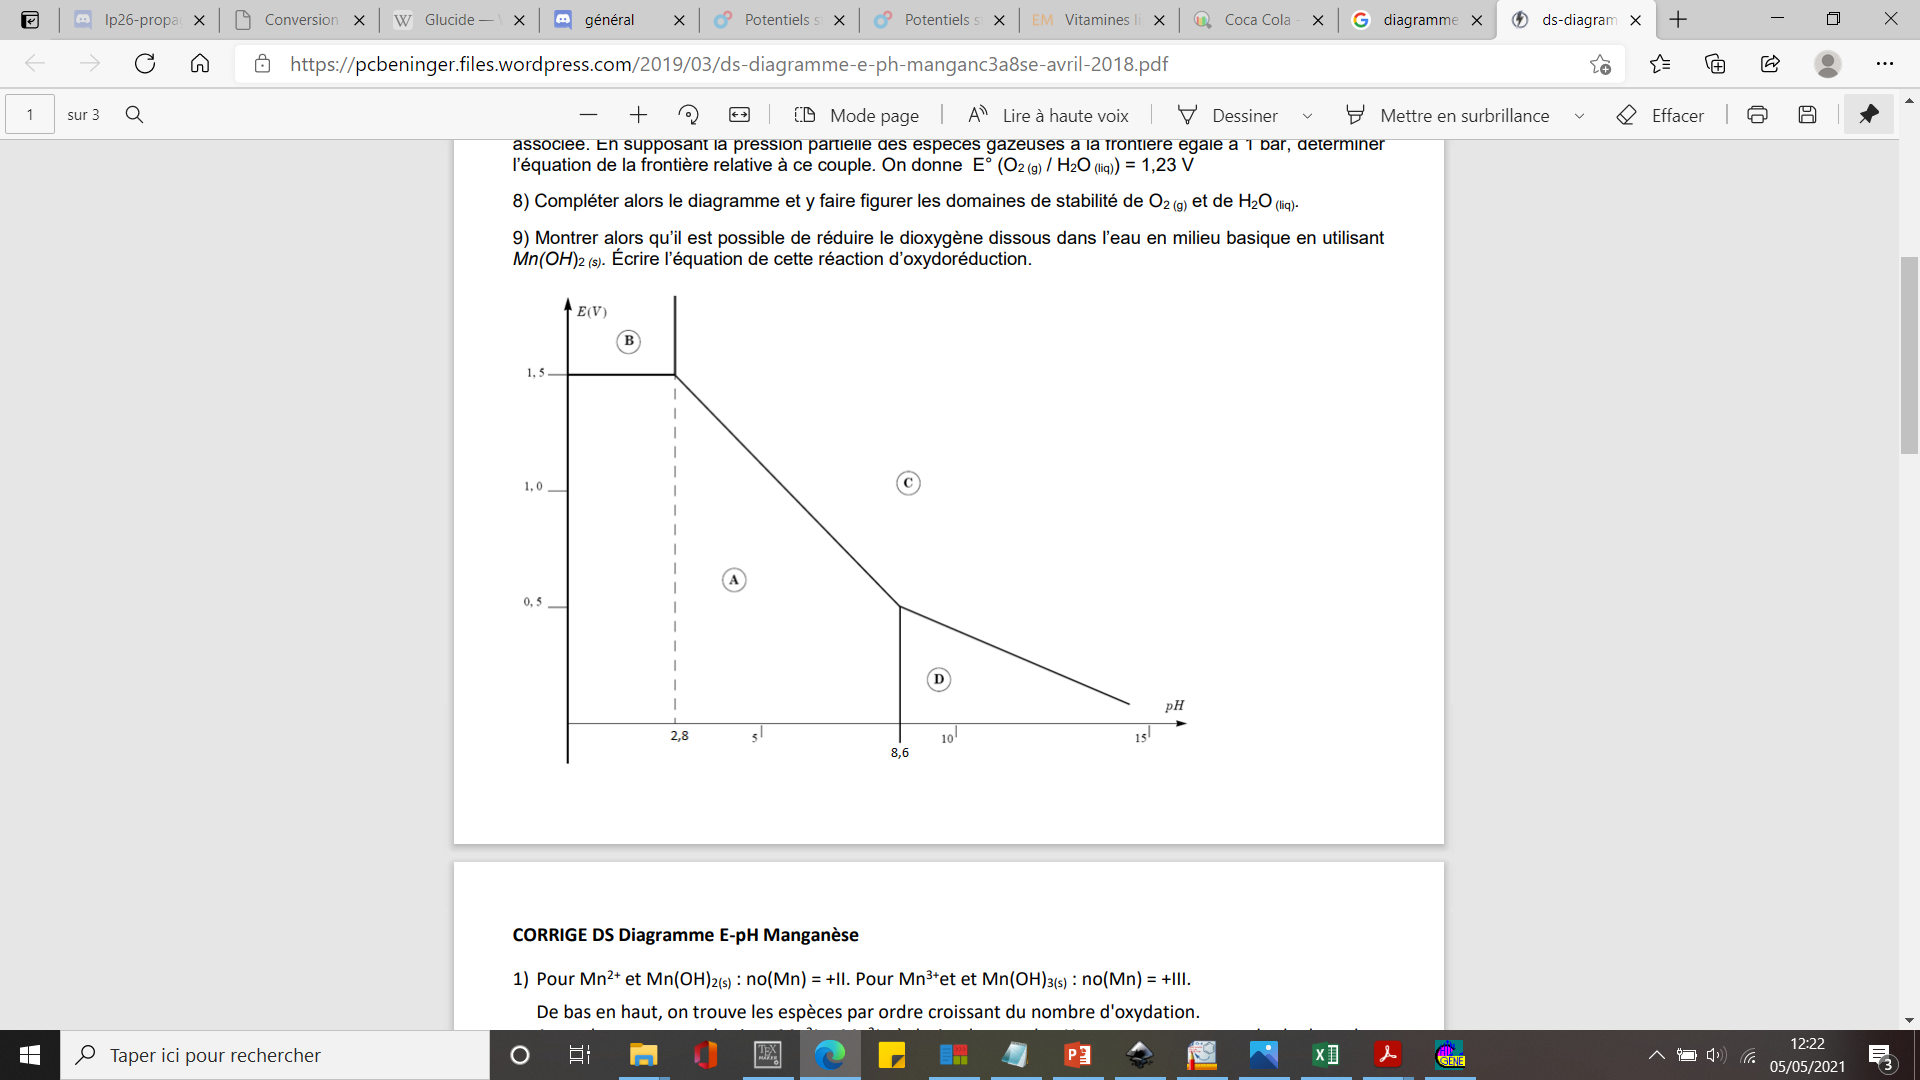 lp26-propa
Conversion
Glucide —
général
Potentiels s
Potentiels s
EM Vitamines li
Coca Cola
diagramme
ds-diagram
https://pcbeninger.files.wordpress.com/2019/03/ds-diagramme-e-ph-manganc3a8se-avril-2018.pdf
1 sur 3
Mode page
Lire à haute voix
Dessiner
Mettre en surbrillance
Effacer
associée. En supposant la pression partielle des espèces gazeuses à la frontière égale à 1 bar, déterminer
l’équation de la frontière relative à ce couple. On donne E° (O2 (g) / H2O (liq)) = 1,23 V
8) Compléter alors le diagramme et y faire figurer les domaines de stabilité de O2 (g) et de H2O (liq).
9) Montrer alors qu’il est possible de réduire le dioxygène dissous dans l’eau en milieu basique en utilisant
Mn(OH)2 (s). Écrire l’équation de cette réaction d’oxydoréduction.
E(V)
B
1, 5
1, 0
C
A
0, 5
D
pH
2,8
5
8,6
10
15
CORRIGE DS Diagramme E-pH Manganèse
1) Pour Mn²⁺ et Mn(OH)2(s) : no(Mn) = +II. Pour Mn³⁺et et Mn(OH)3(s) : no(Mn) = +III.
De bas en haut, on trouve les espèces par ordre croissant du nombre d'oxydation.
Taper ici pour rechercher
12:22
05/05/2021
3